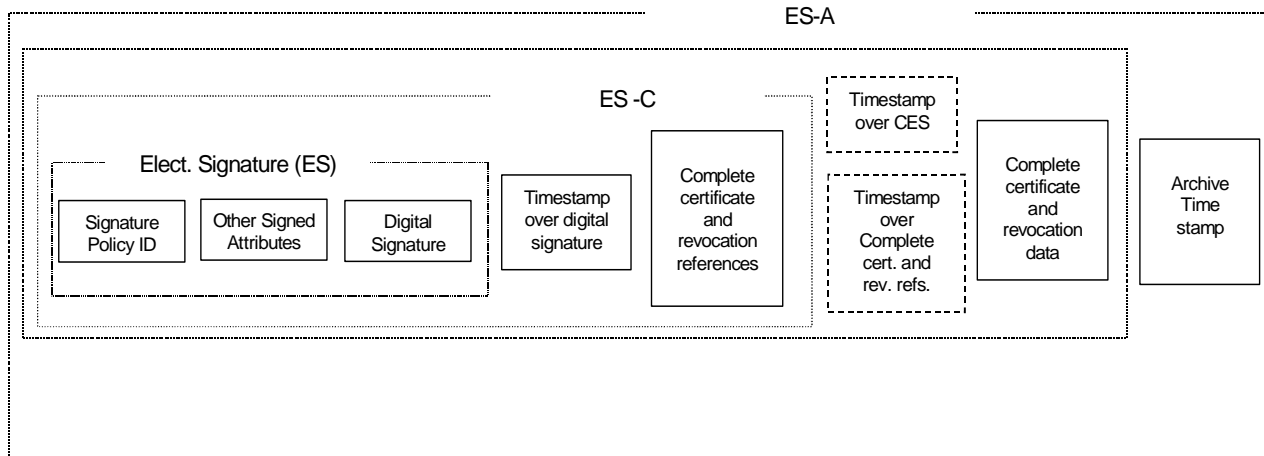 ES-A
ES -C
Elect. Signature (ES)
Signature
Policy ID
Other Signed
Attributes
Digital
Signature
Timestamp
over digital
signature
Complete
certificate
and
revocation
references
Timestamp
over CES
Timestamp
over
Complete
cert. and
rev. refs.
Complete
certificate
and
revocation
data
Archive
Time
stamp